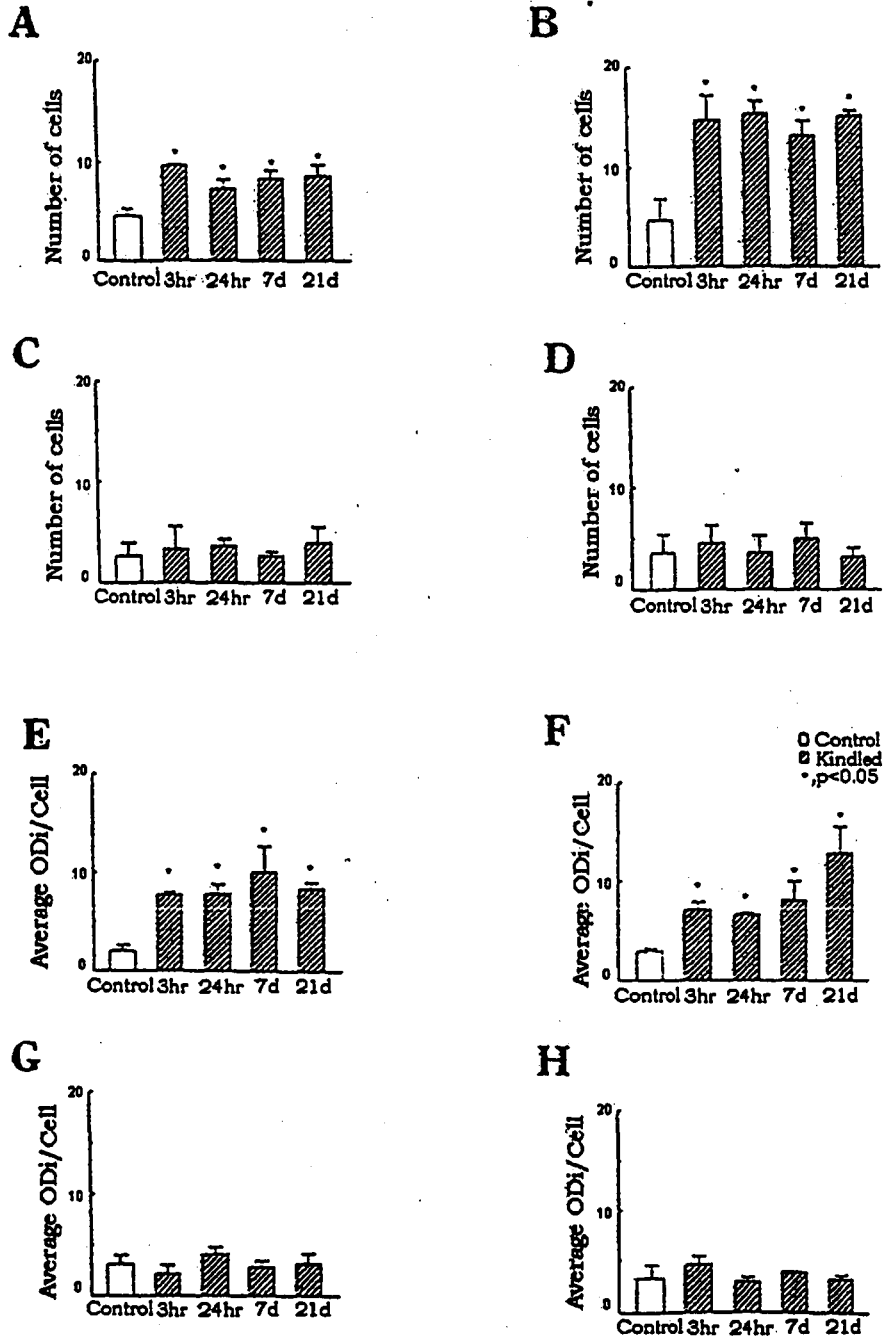 A
Number of cells
20
10
0
Control 3hr 24hr 7d 21d
B
Number of cells
20
10
0
Control 3hr 24hr 7d 21d
C
Number of cells
20
10
0
Control 3hr 24hr 7d 21d
D
Number of cells
20
10
0
Control 3hr 24hr 7d 21d
E
Average ODi/Cell
20
10
0
Control 3hr 24hr 7d 21d
F
Control
Kindled
*,p<0.05
Average ODi/Cell
20
10
0
Control 3hr 24hr 7d 21d
G
Average ODi/Cell
20
10
0
Control 3hr 24hr 7d 21d
H
Average ODi/Cell
20
10
0
Control 3hr 24hr 7d 21d